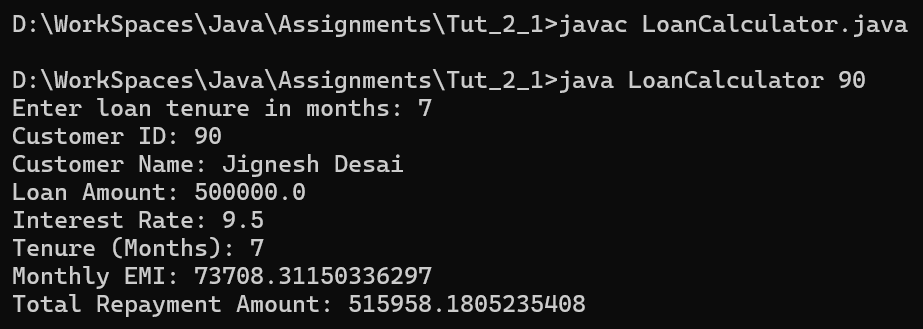 D:\WorkSpaces\Java\Assignments\Tut_2_1>javac LoanCalculator.java
D:\WorkSpaces\Java\Assignments\Tut_2_1>java LoanCalculator 90
Enter loan tenure in months: 7
Customer ID: 90
Customer Name: Jignesh Desai
Loan Amount: 500000.0
Interest Rate: 9.5
Tenure (Months): 7
Monthly EMI: 73708.31150336297
Total Repayment Amount: 515958.1805235408